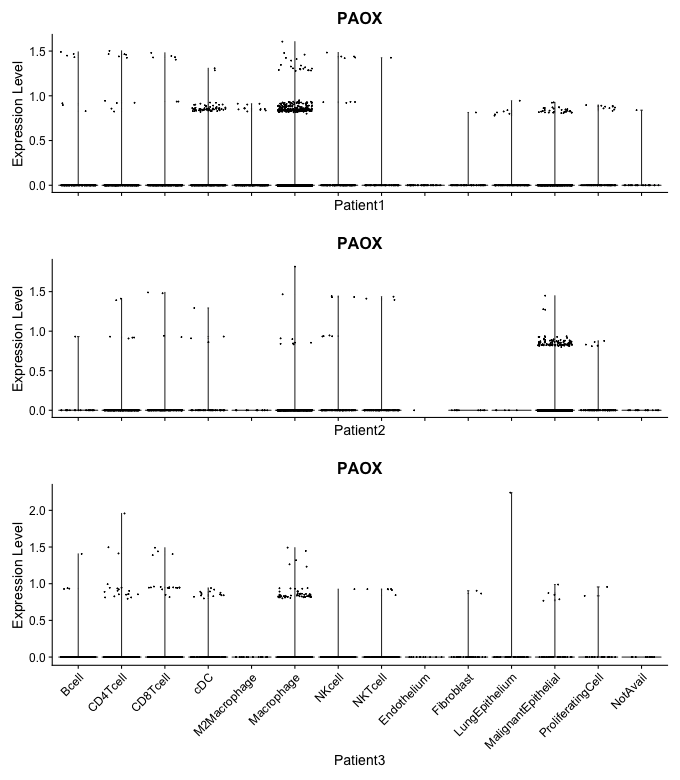 PAOX
Expression Level
1.5
1.0
0.5
0.0
Patient1
PAOX
Expression Level
1.5
1.0
0.5
0.0
Patient2
PAOX
Expression Level
2.0
1.5
1.0
0.5
0.0
Bcell
CD4Tcell
CD8Tcell
cDC
M2Macrophage
Macrophage
NKcell
NKTcell
Endothelium
Fibroblast
LungEpithelium
MalignantEpithelial
ProliferatingCell
NotAvail
Patient3